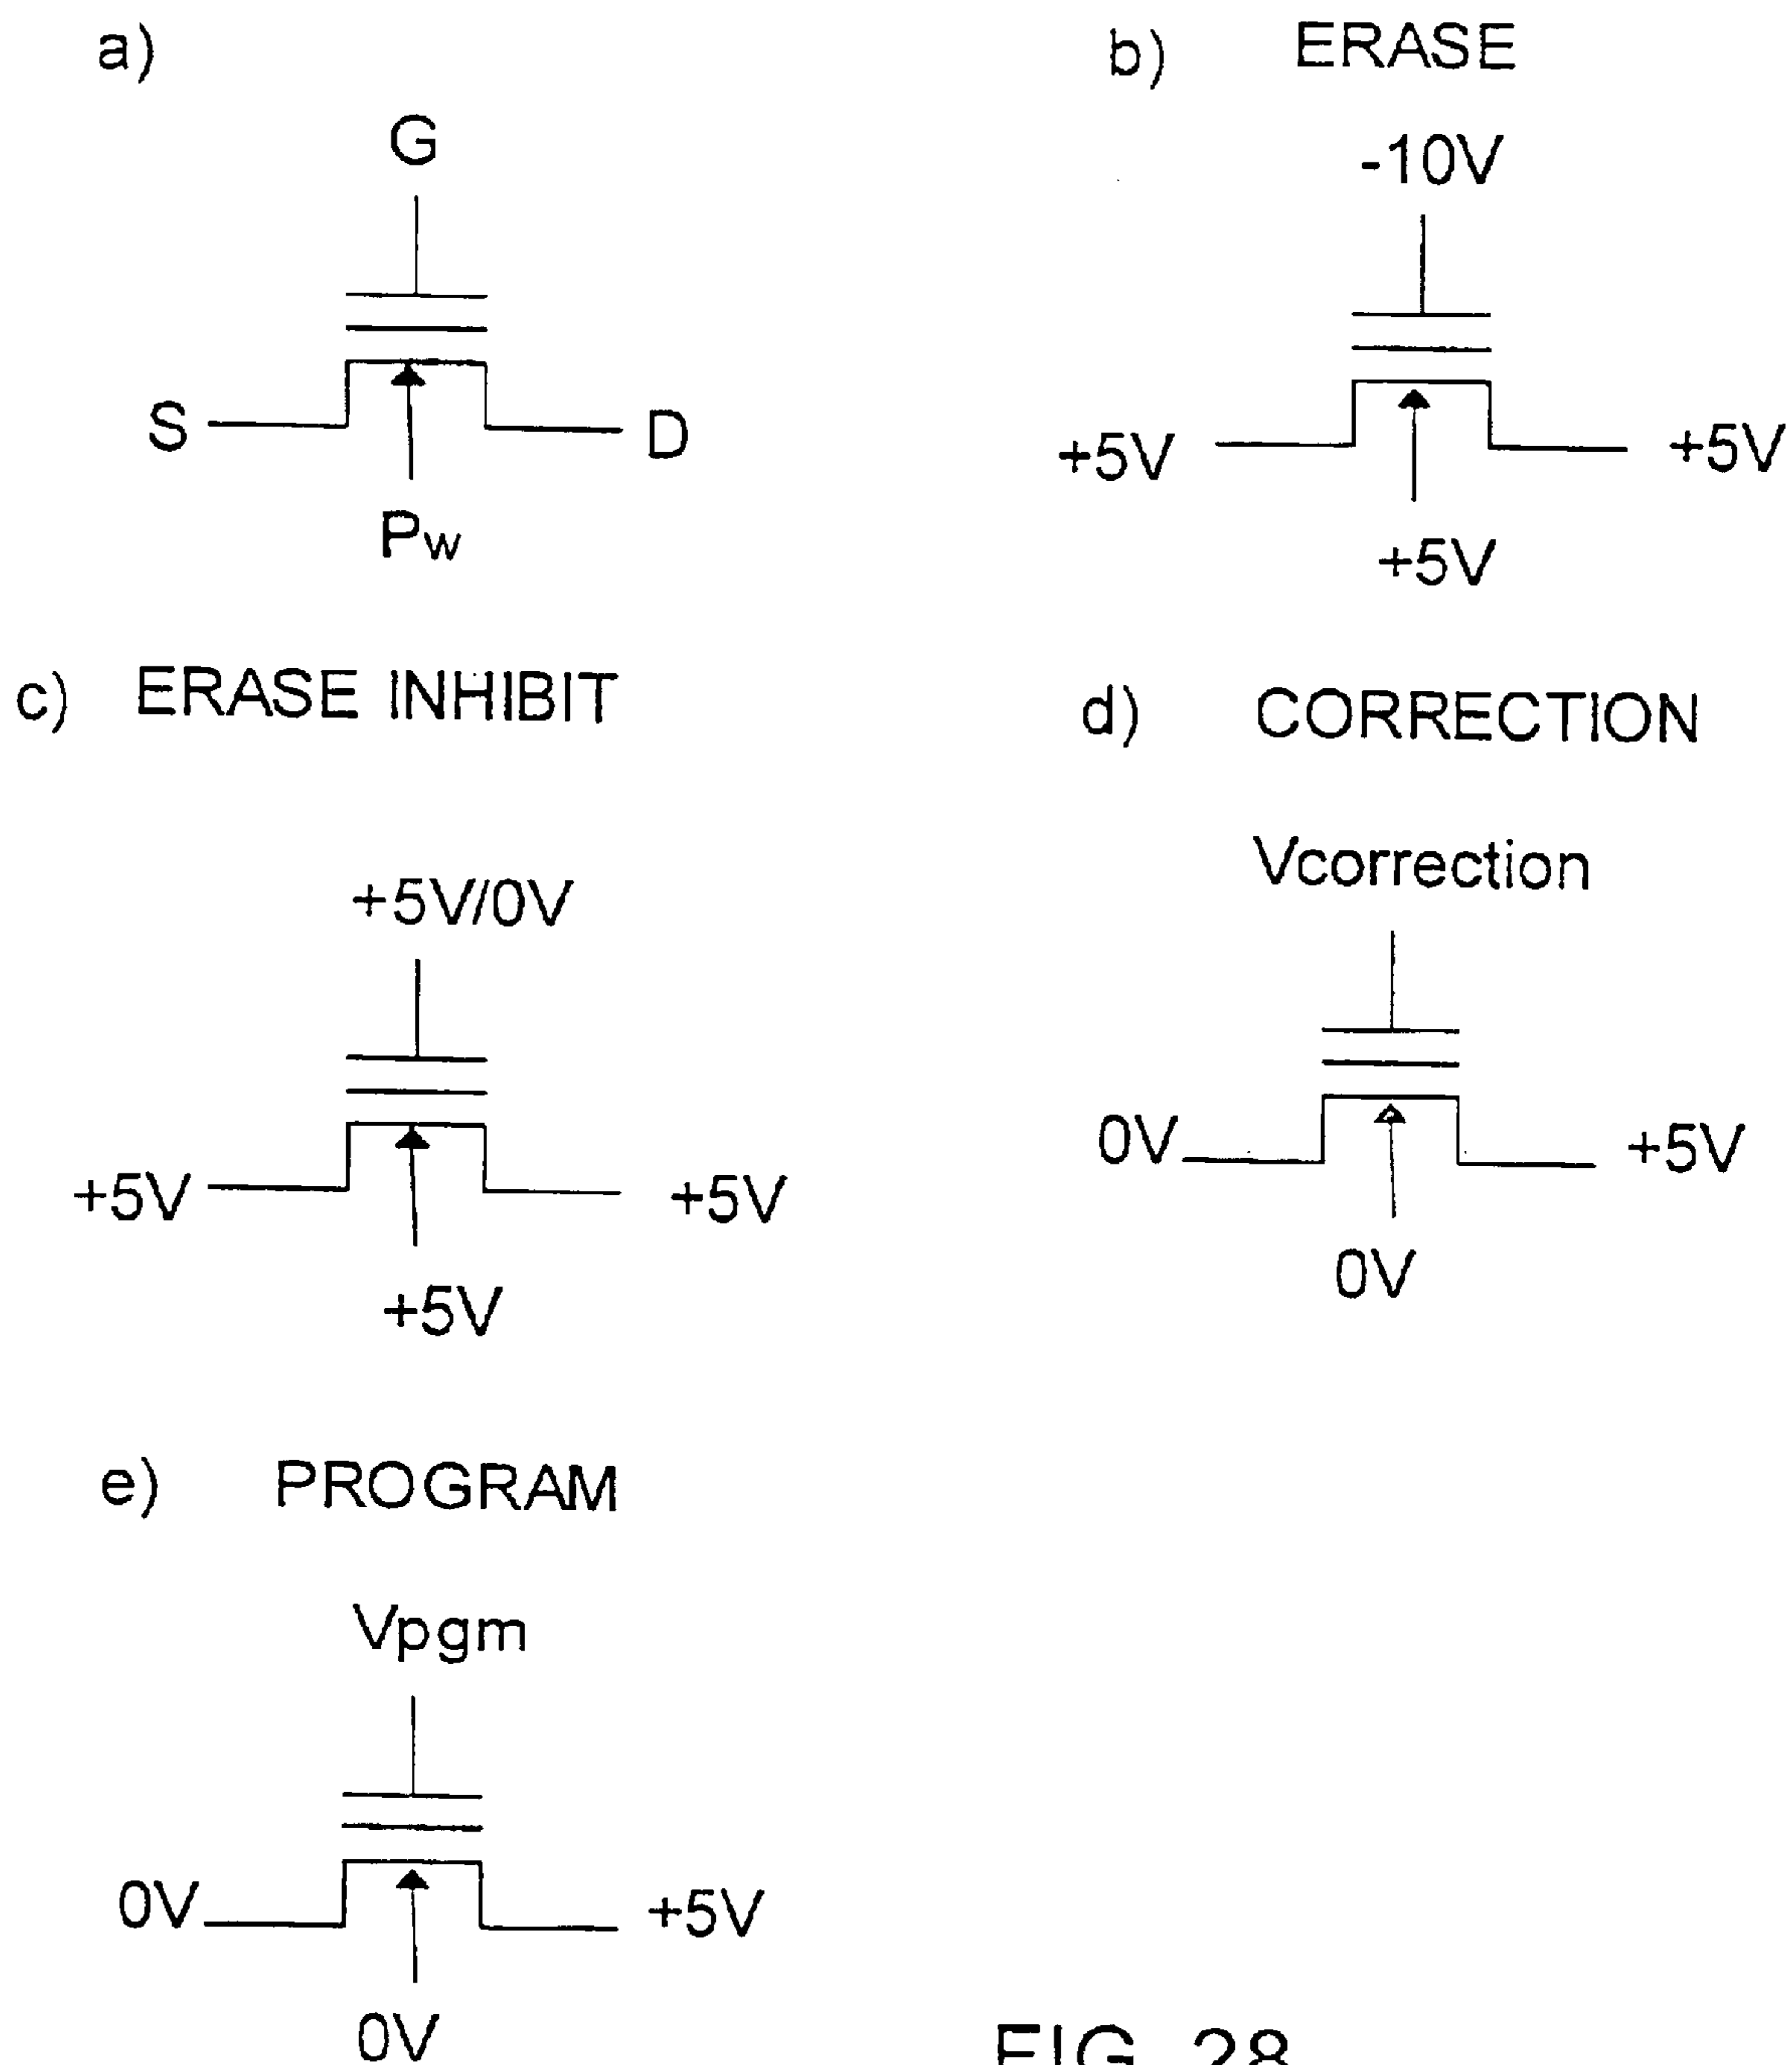 a)
G
S
D
Pw
b) ERASE
-10V
+5V
+5V
+5V
c) ERASE INHIBIT
+5V/0V
+5V
+5V
+5V
d) CORRECTION
Vcorrection
0V
+5V
0V
e) PROGRAM
Vpgm
0V
+5V
0V
FIG. 28